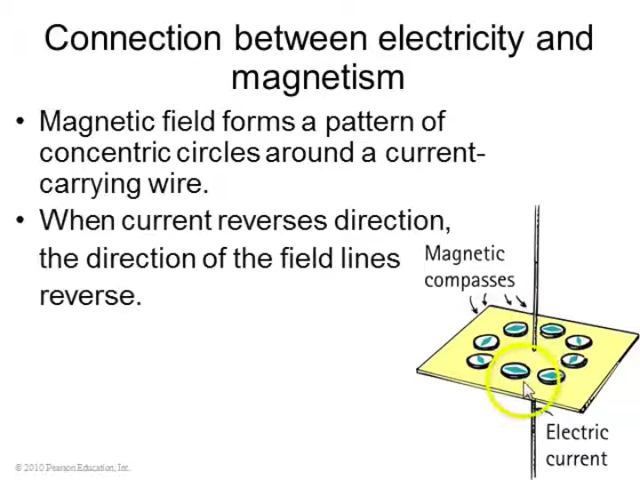 Connection between electricity and
magnetism
• Magnetic field forms a pattern of
concentric circles around a current-
carrying wire.
• When current reverses direction,
the direction of the field lines
reverse.
Magnetic
compasses
Electric
current
© 2010 Pearson Education, Inc.